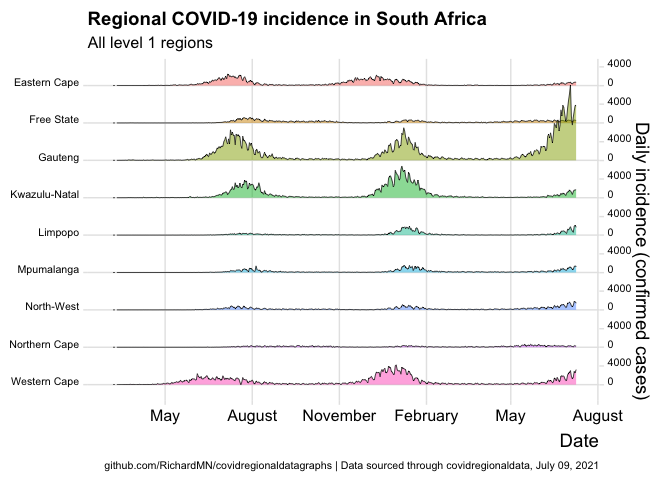 Regional COVID-19 incidence in South Africa
All level 1 regions
4000
Eastern Cape 0
4000
Free State 0
4000
Gauteng 0
4000
Kwazulu-Natal 0
4000
Limpopo 0
4000
Mpumalanga 0
4000
North-West 0
4000
Northern Cape 0
4000
Western Cape 0
Daily incidence (confirmed cases)
May August November February May August
Date
github.com/RichardMN/covidregionaldatagraphs | Data sourced through covidregionaldata, July 09, 2021